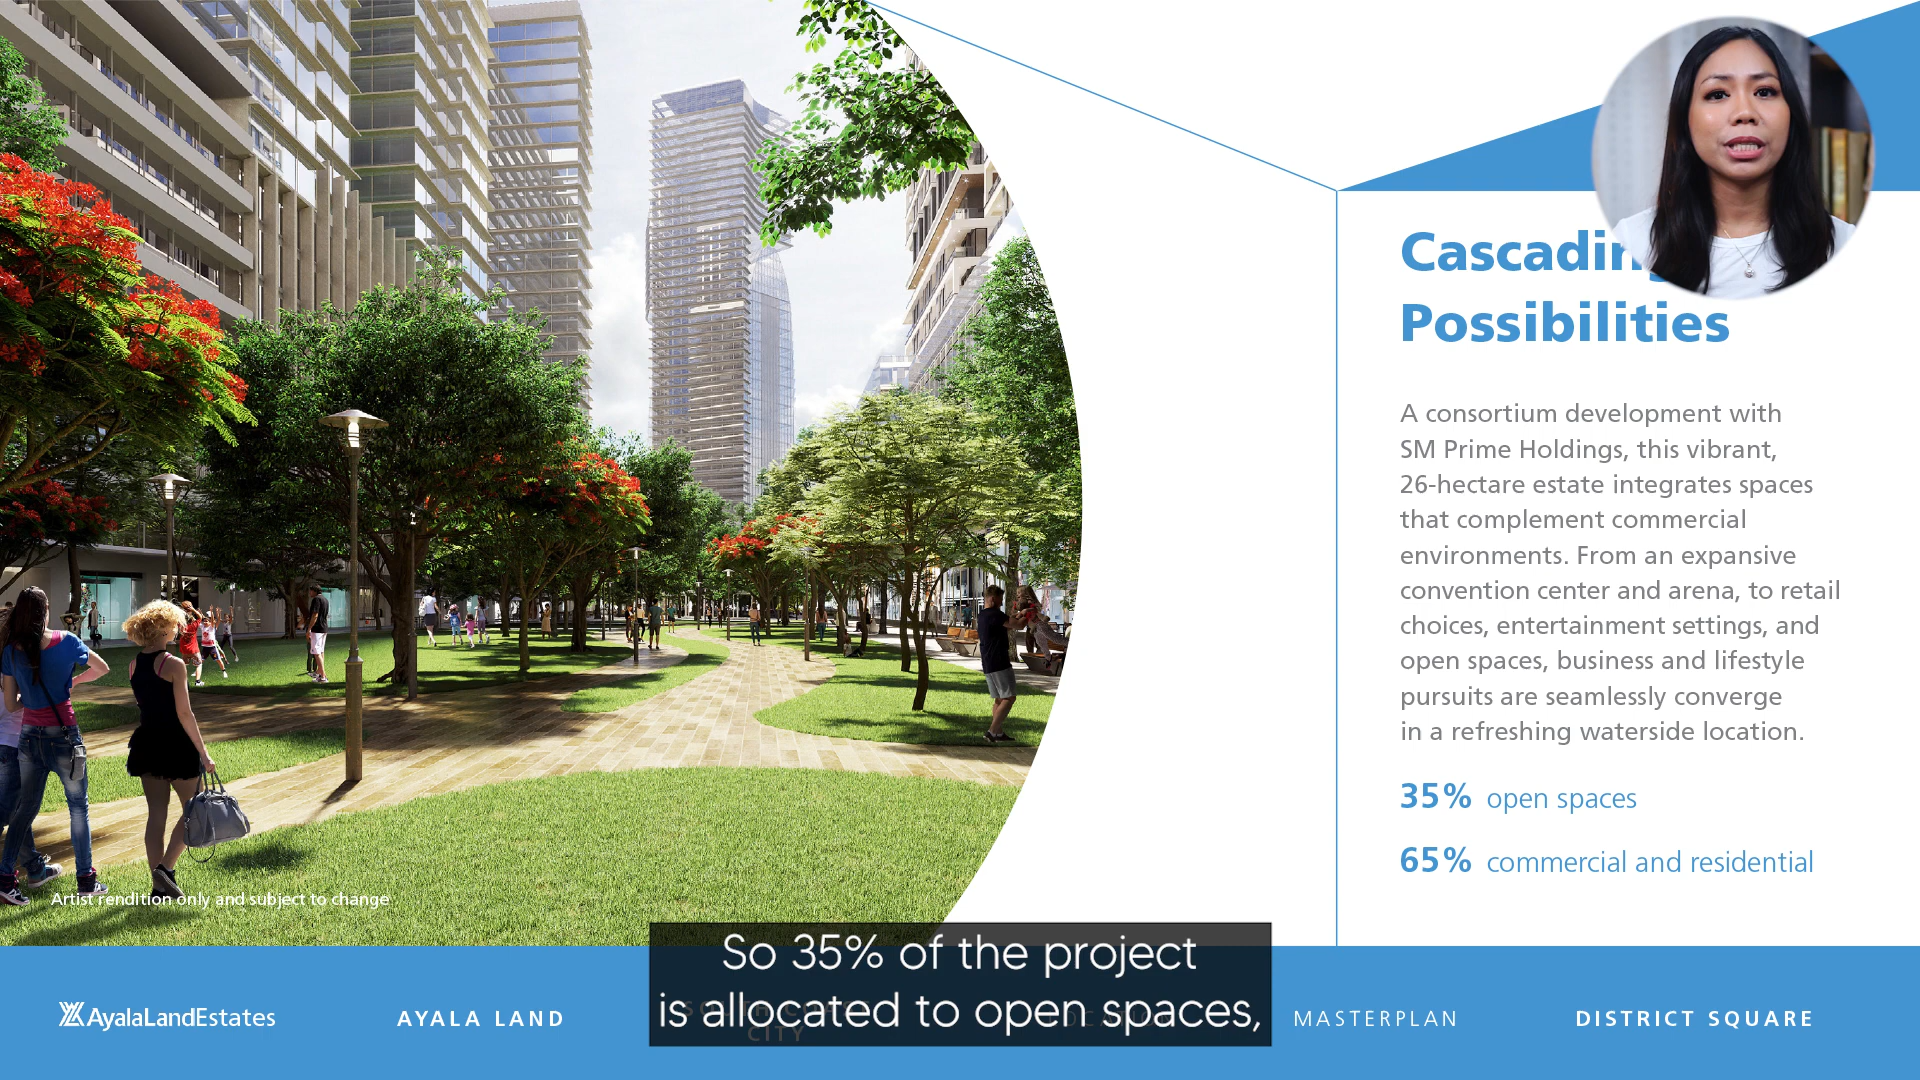 Possibilities
A consortium development with
SM Prime Holdings, this vibrant,
26-hectare estate integrates spaces
that complement commercial
environments. From an expansive
convention center and arena, to retail
choices, entertainment settings, and
open spaces, business and lifestyle
pursuits are seamlessly converge
in a refreshing waterside location.
35% open spaces
65% commercial and residential
Artist rendition only and subject to change
So 35% of the project
is allocated to open spaces,
AyalaLandEstates
AYALA LAND
CITY
MASTERPLAN
DISTRICT SQUARE